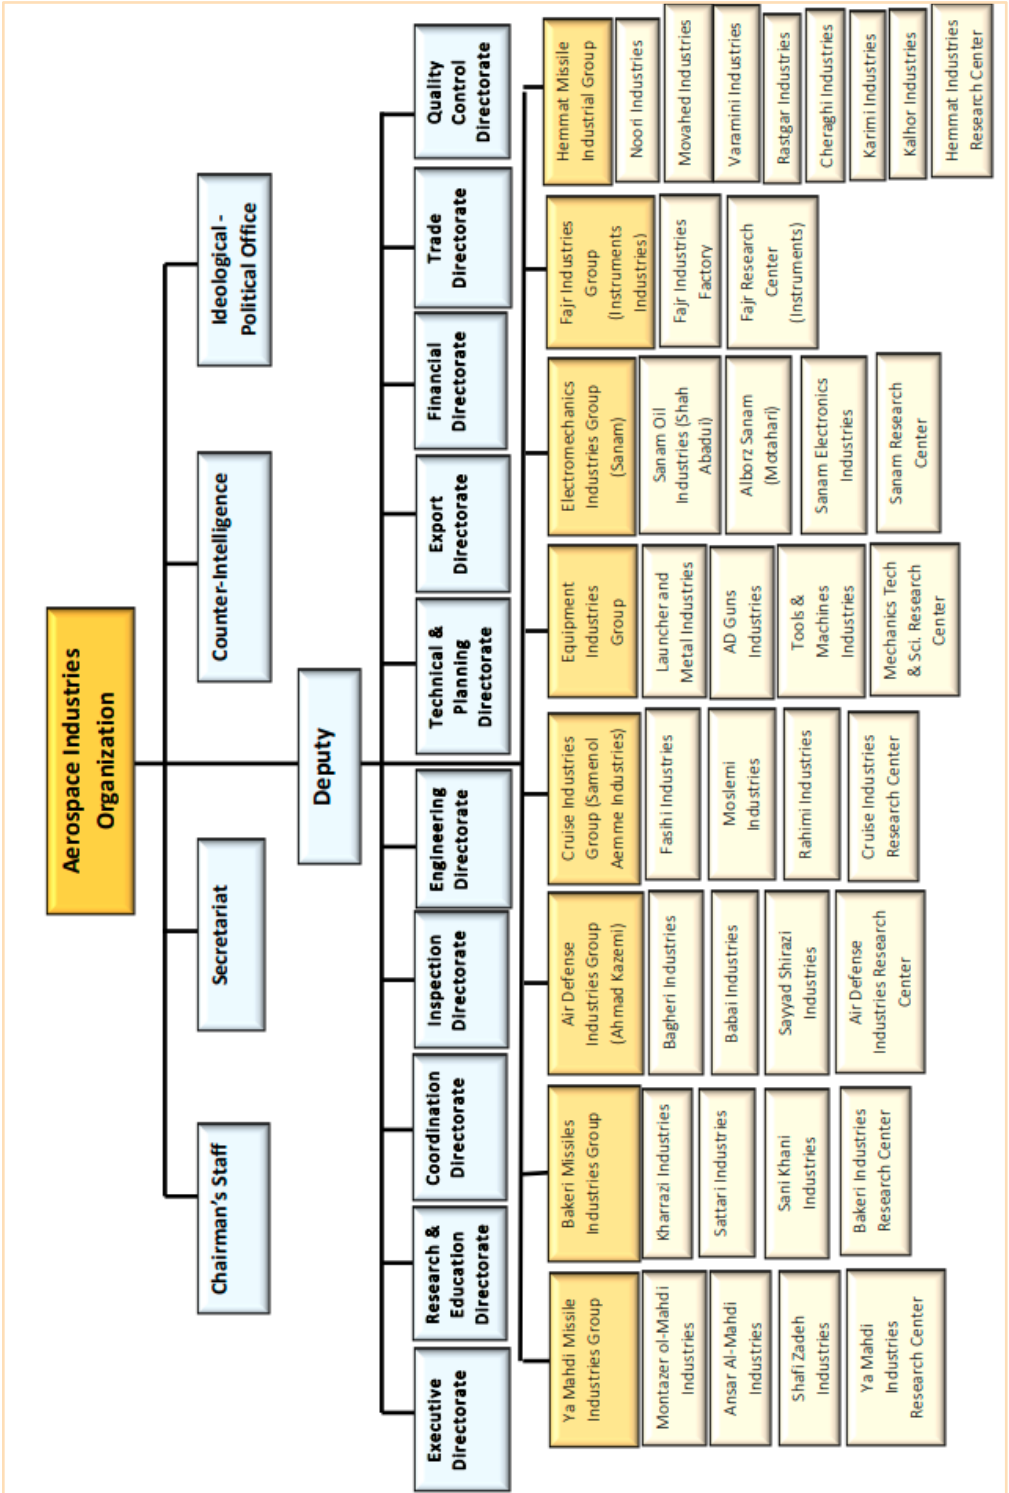 Aerospace Industries
Organization
Chairman's Staff
Secretariat
Counter-Intelligence
Ideological -
Political Office
Deputy
Executive
Directorate
Research &
Education
Directorate
Coordination
Directorate
Inspection
Directorate
Engineering
Directorate
Technical &
Planning
Directorate
Export
Directorate
Financial
Directorate
Trade
Directorate
Quality
Control
Directorate
Ya Mahdi Missile
Industries Group
Montazer ol-Mahdi
Industries
Ansar Al-Mahdi
Industries
Shafi Zadeh
Industries
Ya Mahdi
Industries
Research Center
Bakeri Missiles
Industries Group
Kharrazi Industries
Sattari Industries
Sani Khani
Industries
Bakeri Industries
Research Center
Air Defense
Industries Group
(Ahmad Kazemi)
Bagheri Industries
Babai Industries
Sayyad Shirazi
Industries
Air Defense
Industries Research
Center
Cruise Industries
Group (Samenol
Aemme Industries)
Fasihi Industries
Moslemi
Industries
Rahimi Industries
Cruise Industries
Research Center
Equipment
Industries
Group
Launcher and
Metal Industries
AD Guns
Industries
Tools &
Machines
Industries
Mechanics Tech
& Sci. Research
Center
Electromechanics
Industries Group
(Sanam)
Sanam Oil
Industries (Shah
Abadui)
Alborz Sanam
(Motahari)
Sanam Electronics
Industries
Sanam Research
Center
Fajr Industries
Group
(Instruments
Industries)
Fajr Industries
Factory
Fajr Research
Center
(Instruments)
Hemmat Missile
Industrial Group
Noori Industries
Movahed Industries
Varamini Industries
Rastgar Industries
Cheraghi Industries
Karimi Industries
Kalhor Industries
Hemmat Industries
Research Center